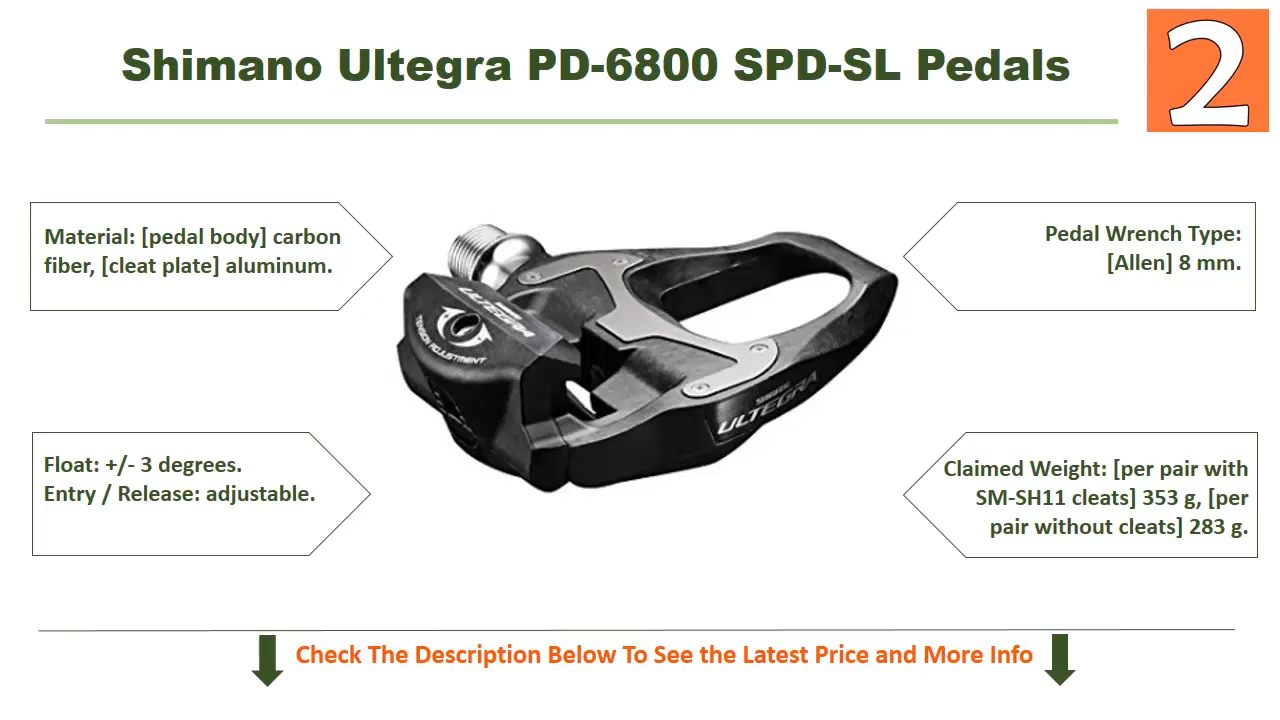 Shimano Ultegra PD-6800 SPD-SL Pedals
2
Material: [pedal body] carbon
fiber, [cleat plate] aluminum.
Pedal Wrench Type:
[Allen] 8 mm.
SHIMANO
ULTEGRA
TENSION ADJUSTMENT
SHIMANO
ULTEGRA
Float: +/- 3 degrees.
Entry / Release: adjustable.
Claimed Weight: [per pair with
SM-SH11 cleats] 353 g, [per
pair without cleats] 283 g.
Check The Description Below To See the Latest Price and More Info